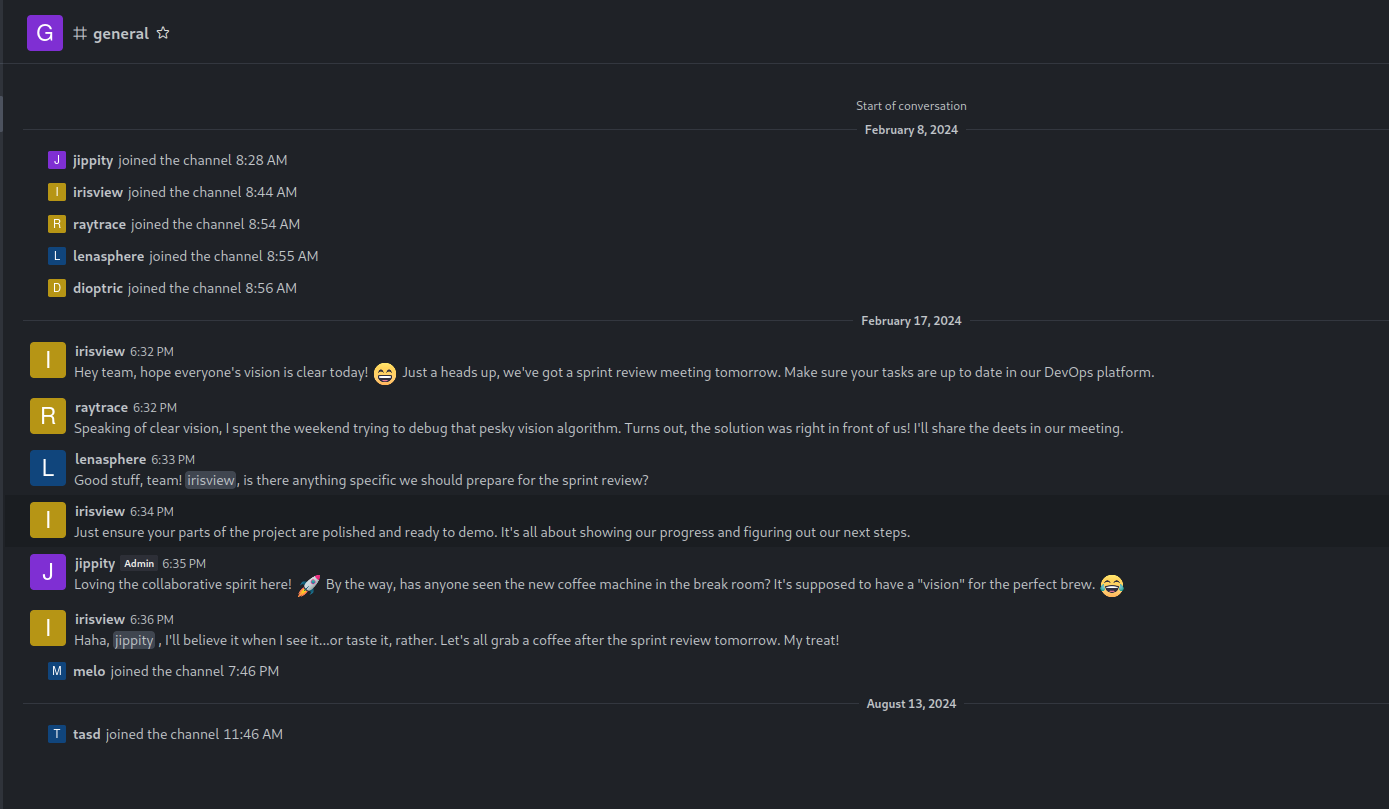 G # general
Start of conversation
February 8, 2024
J jippity joined the channel 8:28 AM
I irisview joined the channel 8:44 AM
R raytrace joined the channel 8:54 AM
L lenasphere joined the channel 8:55 AM
D dioptric joined the channel 8:56 AM
February 17, 2024
I irisview 6:32 PM
Hey team, hope everyone's vision is clear today! 😄 Just a heads up, we've got a sprint review meeting tomorrow. Make sure your tasks are up to date in our DevOps platform.
R raytrace 6:32 PM
Speaking of clear vision, I spent the weekend trying to debug that pesky vision algorithm. Turns out, the solution was right in front of us! I'll share the deets in our meeting.
L lenasphere 6:33 PM
Good stuff, team! irisview, is there anything specific we should prepare for the sprint review?
I irisview 6:34 PM
Just ensure your parts of the project are polished and ready to demo. It's all about showing our progress and figuring out our next steps.
J jippity Admin 6:35 PM
Loving the collaborative spirit here! 🚀 By the way, has anyone seen the new coffee machine in the break room? It's supposed to have a "vision" for the perfect brew. 😂
I irisview 6:36 PM
Haha, jippity , I'll believe it when I see it...or taste it, rather. Let's all grab a coffee after the sprint review tomorrow. My treat!
M melo joined the channel 7:46 PM
August 13, 2024
T tasd joined the channel 11:46 AM